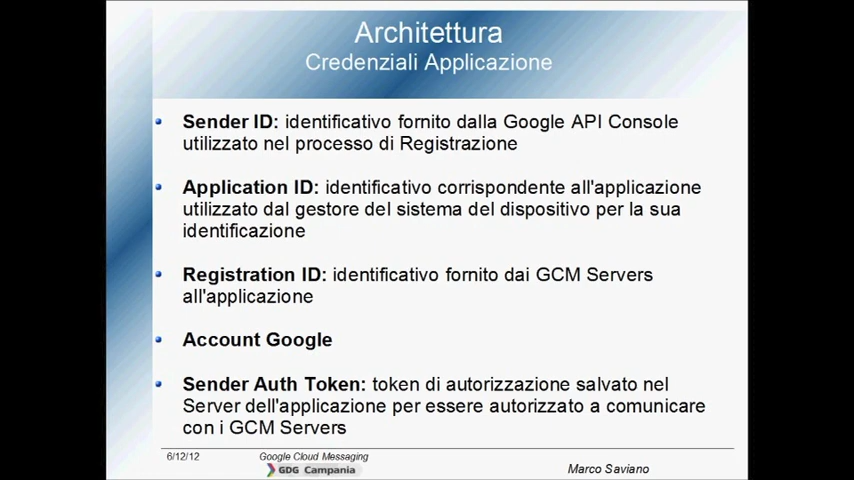 Architettura
Credenziali Applicazione
Sender ID: identificativo fornito dalla Google API Console
utilizzato nel processo di Registrazione
Application ID: identificativo corrispondente all'applicazione
utilizzato dal gestore del sistema del dispositivo per la sua
identificazione
Registration ID: identificativo fornito dai GCM Servers
all'applicazione
Account Google
Sender Auth Token: token di autorizzazione salvato nel
Server dell'applicazione per essere autorizzato a comunicare
con i GCM Servers
6/12/12
Google Cloud Messaging
GDG Campania
Marco Saviano